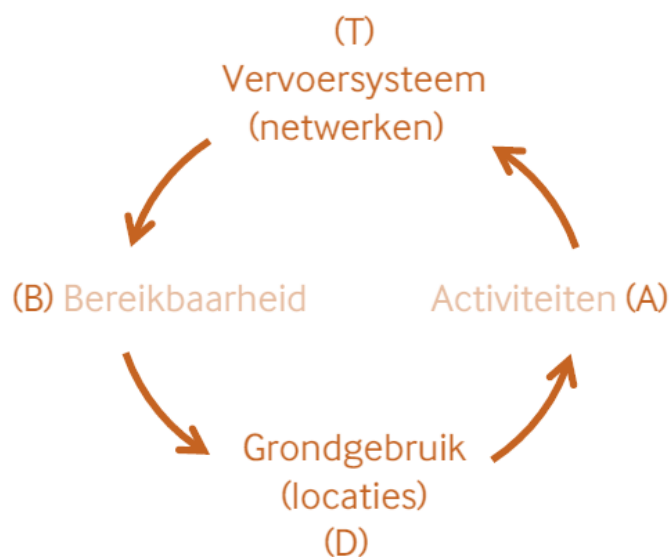 (T)
Vervoersysteem
(netwerken)
(B) Bereikbaarheid
Activiteiten (A)
Grondgebruik
(locaties)
(D)